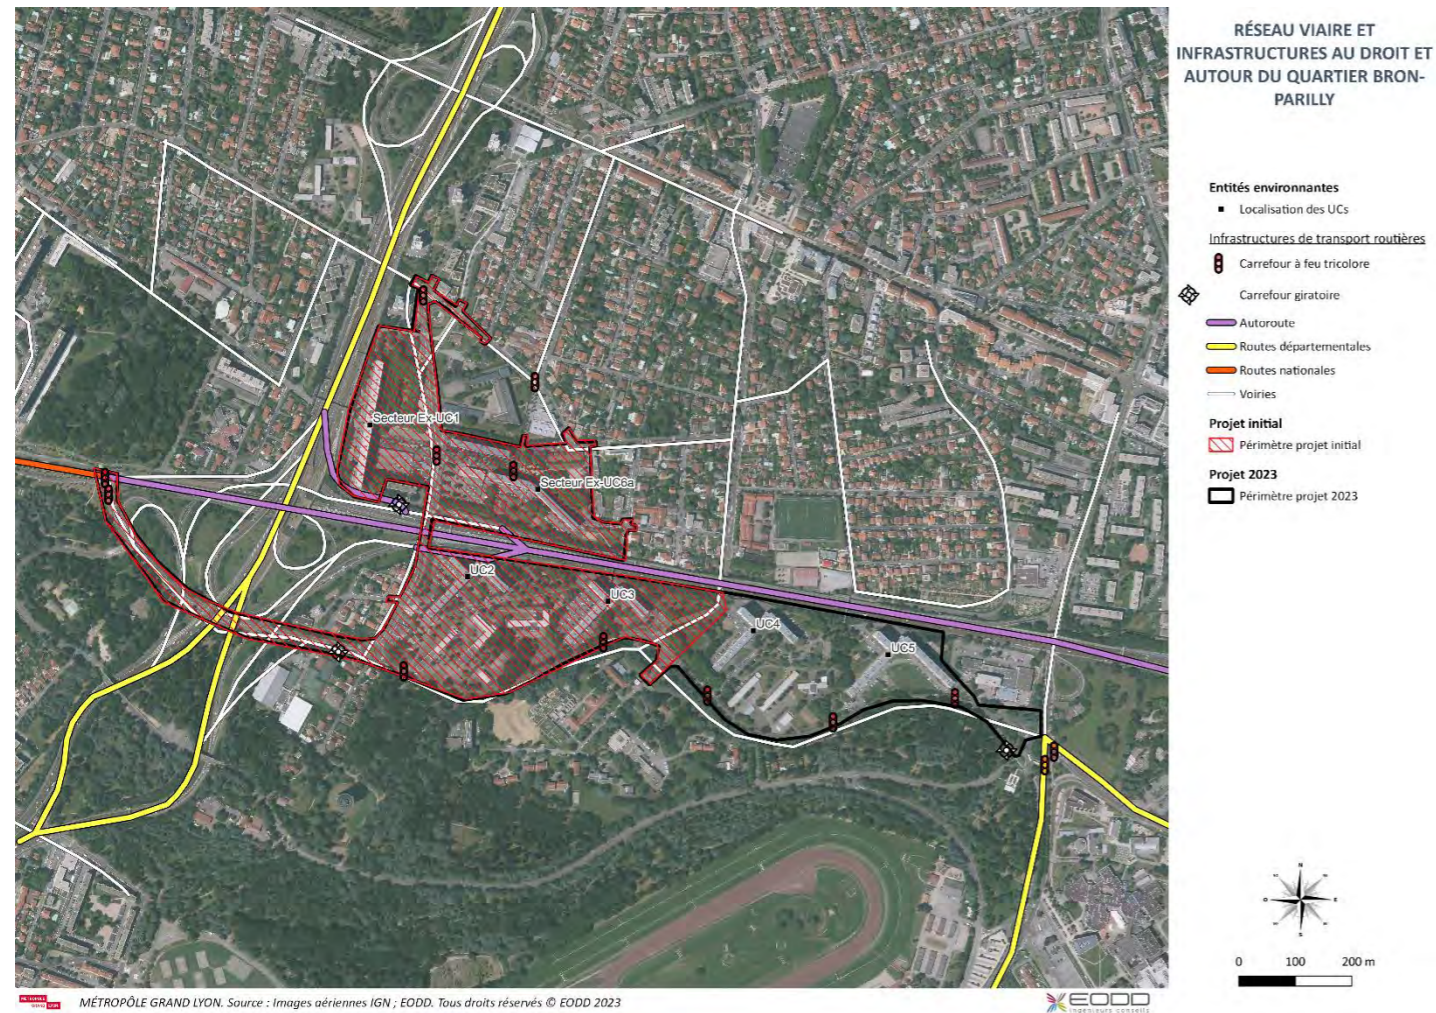 RÉSEAU VIAIRE ET
INFRASTRUCTURES AU DROIT ET
AUTOUR DU QUARTIER BRON-
PARILLY
Entités environnantes
Localisation des UCs
Infrastructures de transport routières
Carrefour à feu tricolore
Carrefour giratoire
Autoroute
Routes départementales
Routes nationales
Voiries
Projet initial
Périmètre projet initial
Projet 2023
Périmètre projet 2023
Secteur Ex-UC1
Secteur Ex-UC6a
UC2
UC3
UC4
UC5
N
O
E
S
0 100 200 m
MÉTROPÔLE GRAND LYON. Source : Images aériennes IGN ; EODD. Tous droits réservés © EODD 2023
EODD
ingénieurs conseils